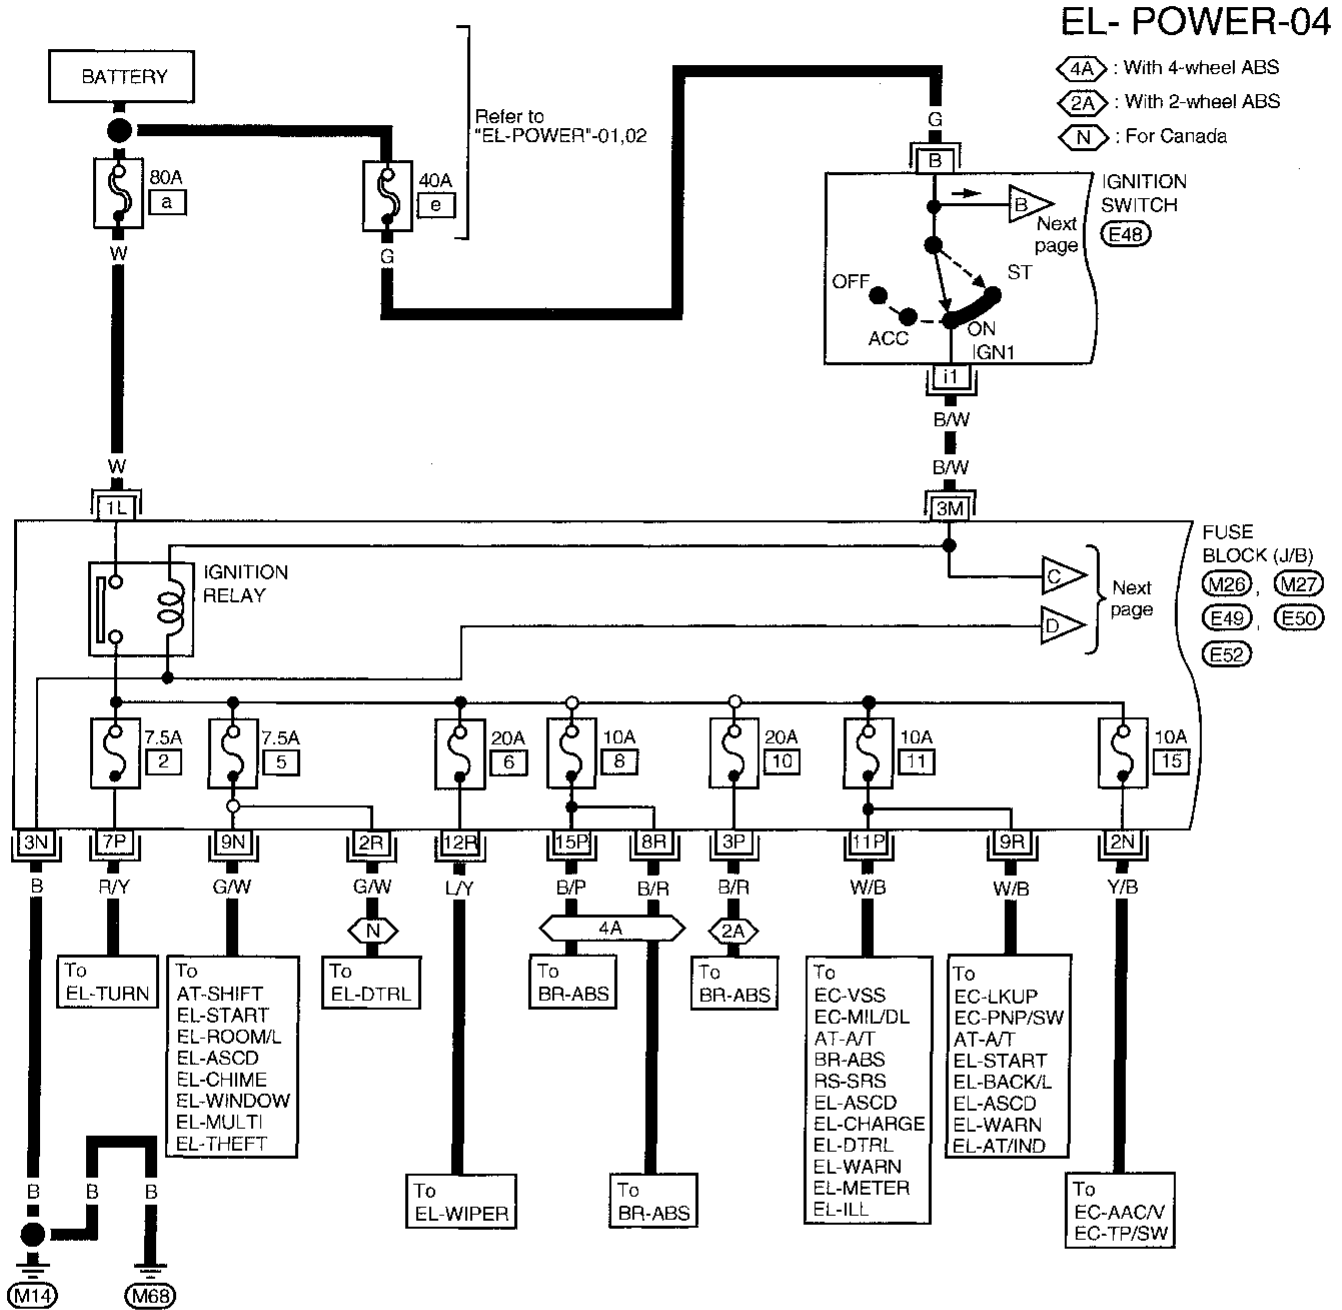 EL- POWER-04
4A : With 4-wheel ABS
2A : With 2-wheel ABS
N : For Canada
BATTERY
Refer to
"EL-POWER"-01,02
80A
a
40A
e
W
G
G
B
IGNITION
SWITCH
E48
B
Next
page
OFF
ACC
ST
ON
IGN1
i1
B/W
W
B/W
1L
3M
FUSE
BLOCK (J/B)
M26 , M27
E49 , E50
E52
IGNITION
RELAY
C
D
Next
page
7.5A
2
7.5A
5
20A
6
10A
8
20A
10
10A
11
10A
15
3N 7P 9N 2R 12R 15P 8R 3P 11P 9R 2N
B R/Y G/W G/W L/Y B/P B/R B/R W/B W/B Y/B
N
4A
2A
To
EL-TURN
To
AT-SHIFT
EL-START
EL-ROOM/L
EL-ASCD
EL-CHIME
EL-WINDOW
EL-MULTI
EL-THEFT
To
EL-DTRL
To
BR-ABS
To
BR-ABS
To
EC-VSS
EC-MIL/DL
AT-A/T
BR-ABS
RS-SRS
EL-ASCD
EL-CHARGE
EL-DTRL
EL-WARN
EL-METER
EL-ILL
To
EC-LKUP
EC-PNP/SW
AT-A/T
EL-START
EL-BACK/L
EL-ASCD
EL-WARN
EL-AT/IND
To
EL-WIPER
To
BR-ABS
To
EC-AAC/V
EC-TP/SW
B B B
M14 M68